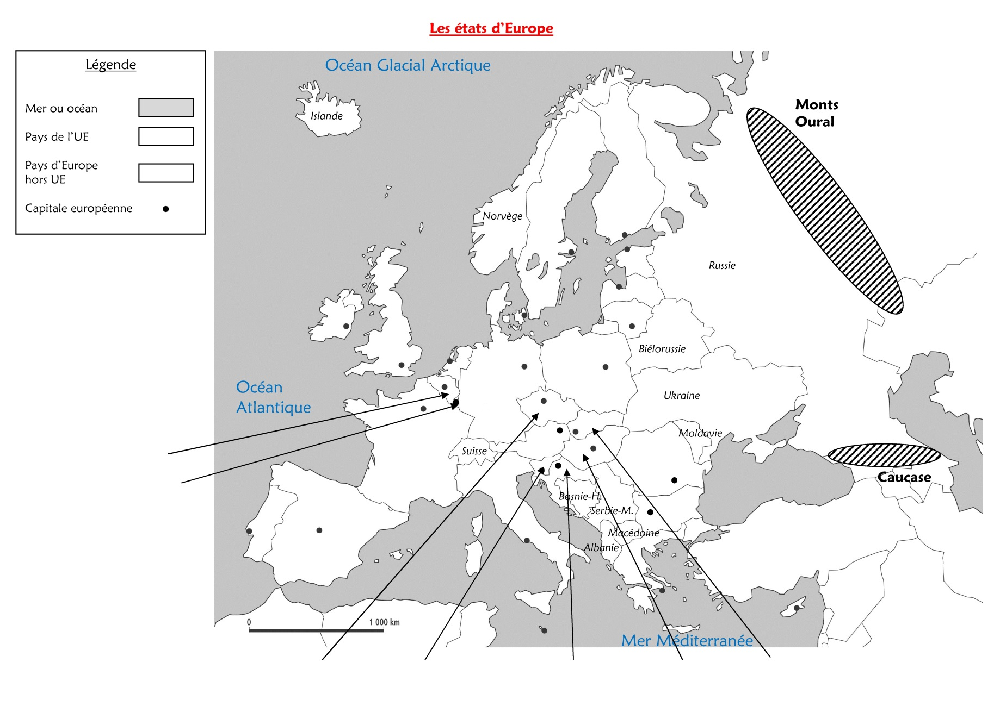 Les états d'Europe
Légende
Mer ou océan
Pays de l'UE
Pays d'Europe
hors UE
Capitale européenne
Océan Glacial Arctique
Islande
Monts
Oural
Norvège
Russie
Biélorussie
Océan
Atlantique
Ukraine
Moldavie
Suisse
Caucase
Bosnie-H.
Serbie-M.
Macédoine
Albanie
0
1 000 km
Mer Méditerranée